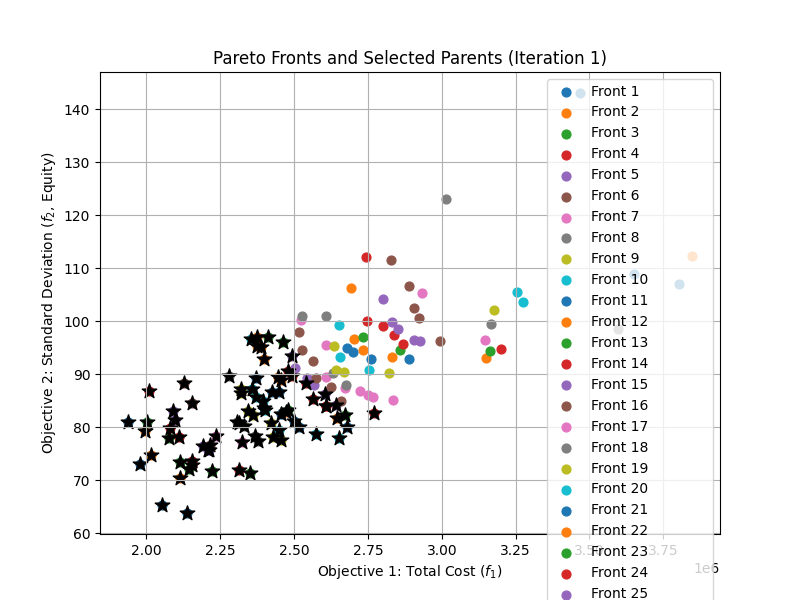 Pareto Fronts and Selected Parents (Iteration 1)
Objective 2: Standard Deviation (f₂, Equity)
140
130
120
110
100
90
80
70
60
2.00 2.25 2.50 2.75 3.00 3.25 3.5 3.75
1e6
Objective 1: Total Cost (f₁)
Front 1
Front 2
Front 3
Front 4
Front 5
Front 6
Front 7
Front 8
Front 9
Front 10
Front 11
Front 12
Front 13
Front 14
Front 15
Front 16
Front 17
Front 18
Front 19
Front 20
Front 21
Front 22
Front 23
Front 24
Front 25